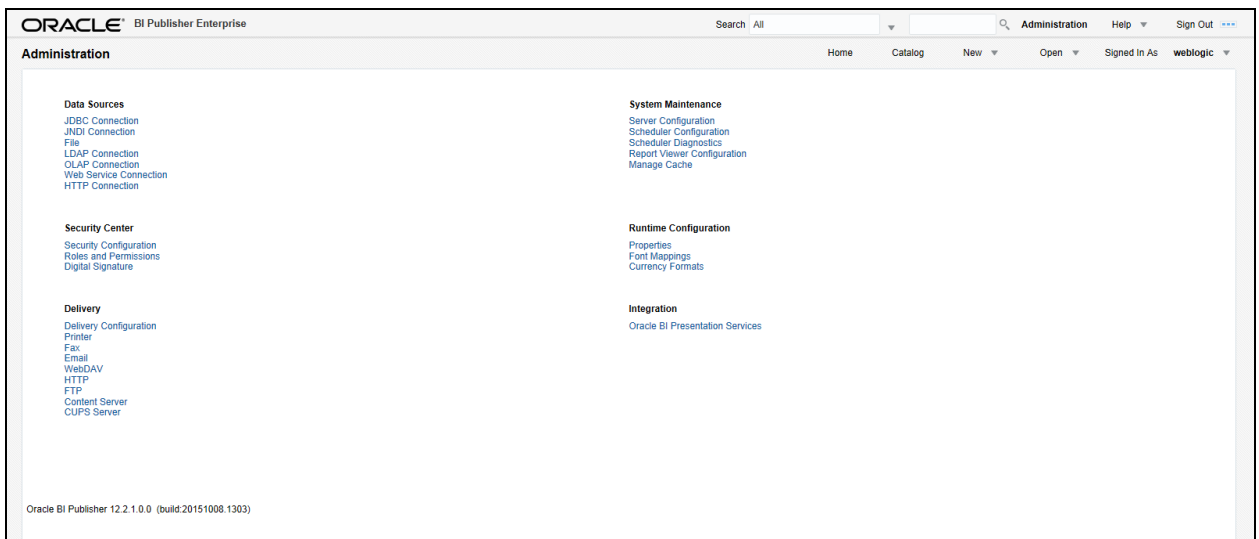 ORACLE BI Publisher Enterprise Search All Administration Help Sign Out
Administration Home Catalog New Open Signed In As weblogic
Data Sources
JDBC Connection
JNDI Connection
File
LDAP Connection
OLAP Connection
Web Service Connection
HTTP Connection
System Maintenance
Server Configuration
Scheduler Configuration
Scheduler Diagnostics
Report Viewer Configuration
Manage Cache
Security Center
Security Configuration
Roles and Permissions
Digital Signature
Runtime Configuration
Properties
Font Mappings
Currency Formats
Delivery
Delivery Configuration
Printer
Fax
Email
WebDAV
HTTP
FTP
Content Server
CUPS Server
Integration
Oracle BI Presentation Services
Oracle BI Publisher 12.2.1.0.0 (build:20151008.1303)